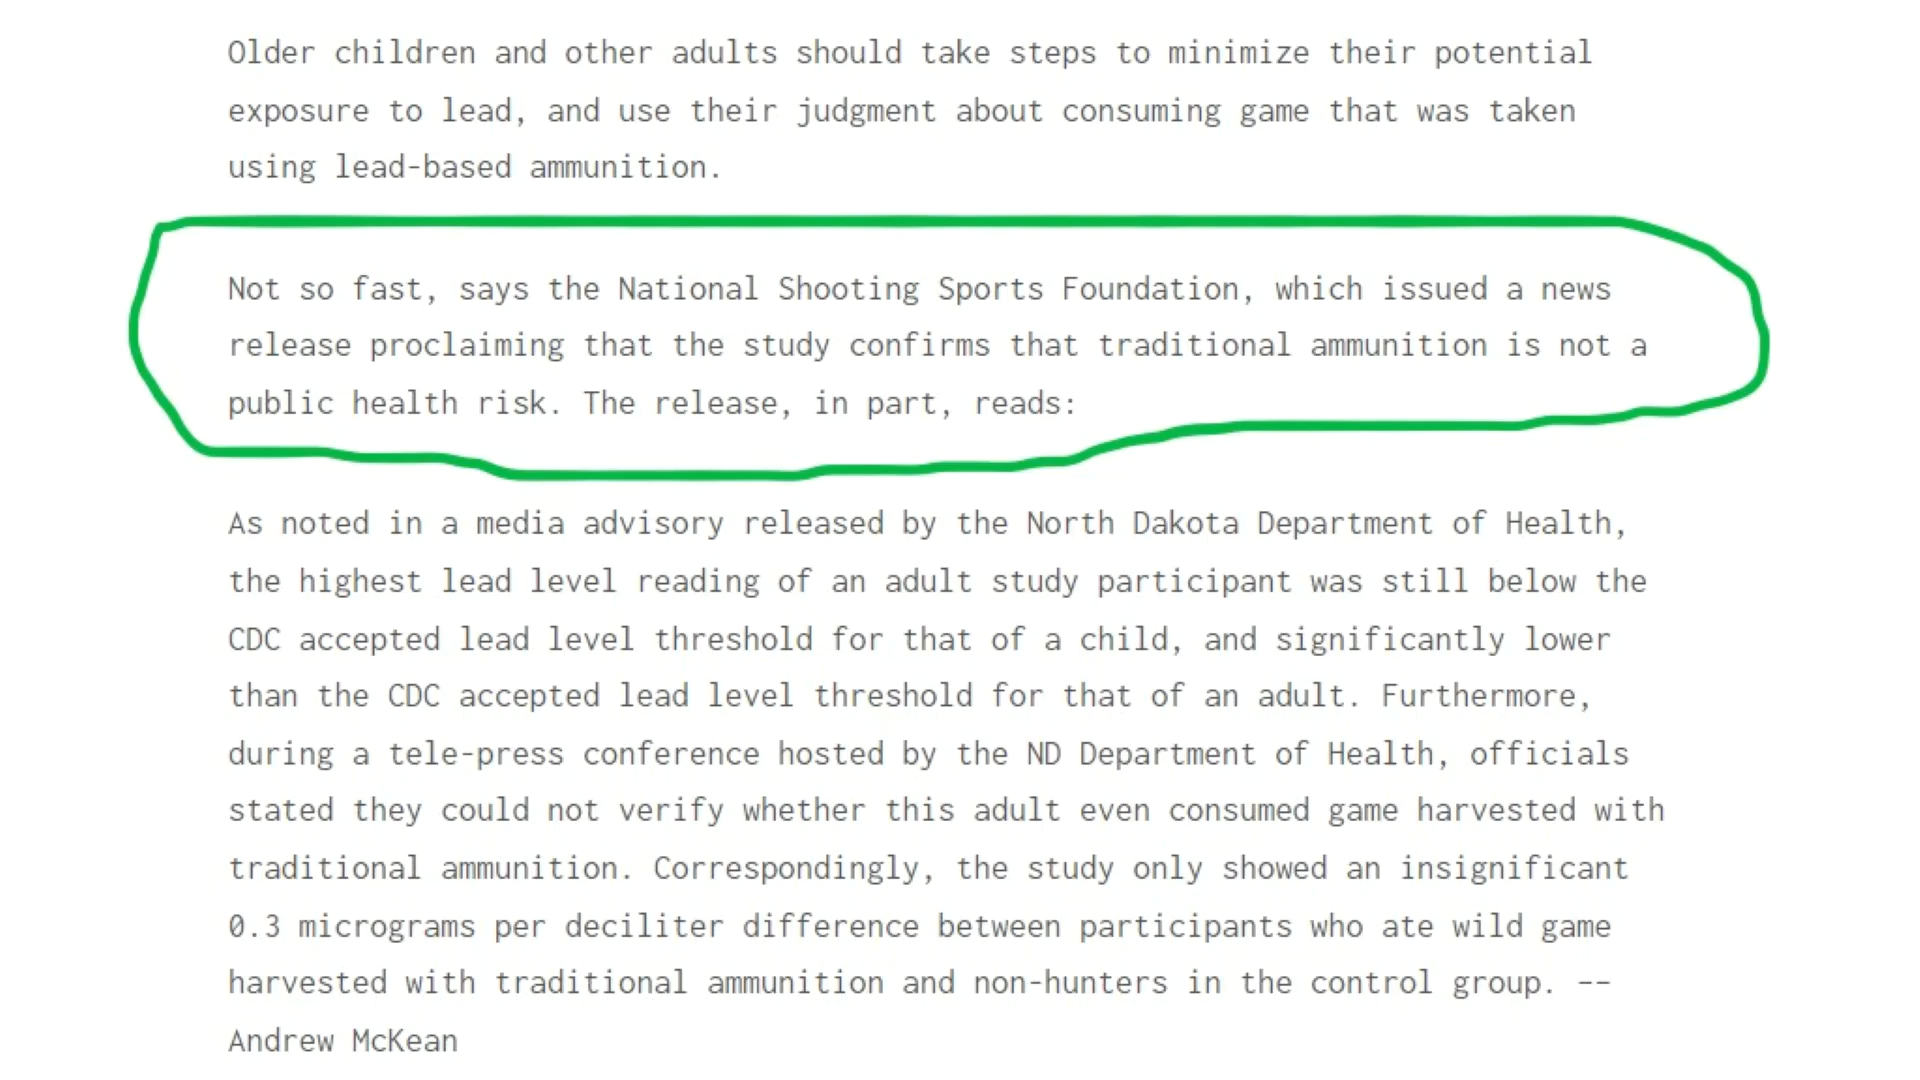 Older children and other adults should take steps to minimize their potential
exposure to lead, and use their judgment about consuming game that was taken
using lead-based ammunition.
Not so fast, says the National Shooting Sports Foundation, which issued a news
release proclaiming that the study confirms that traditional ammunition is not a
public health risk. The release, in part, reads:
As noted in a media advisory released by the North Dakota Department of Health,
the highest lead level reading of an adult study participant was still below the
CDC accepted lead level threshold for that of a child, and significantly lower
than the CDC accepted lead level threshold for that of an adult. Furthermore,
during a tele-press conference hosted by the ND Department of Health, officials
stated they could not verify whether this adult even consumed game harvested with
traditional ammunition. Correspondingly, the study only showed an insignificant
0.3 micrograms per deciliter difference between participants who ate wild game
harvested with traditional ammunition and non-hunters in the control group. --
Andrew McKean